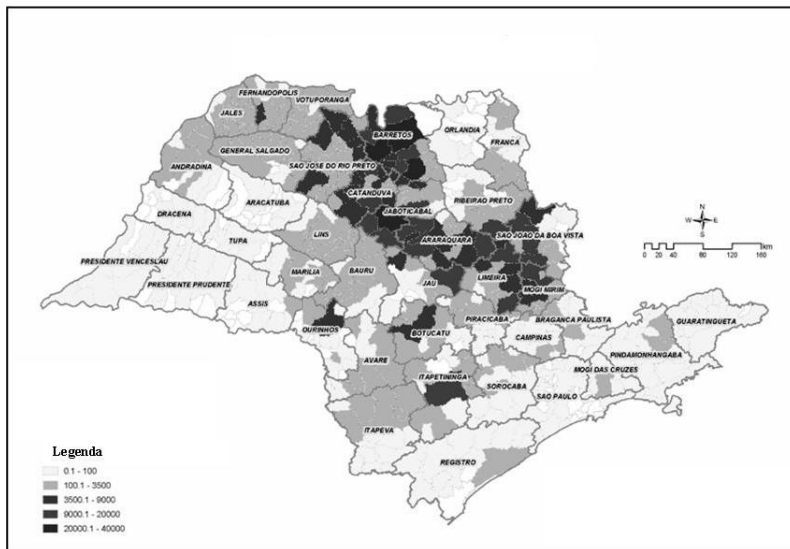 FERNANDOPOLIS
VOTUPORANGA
JALES
BARRETOS
ORLANDIA
FRANCA
GENERAL SALGADO
SAO JOSE DO RIO PRETO
ANDRADINA
CATANDUVA
RIBEIRAO PRETO
ARACATUBA
JABOTICABAL
DRACENA
N
W E
S
LINS
ARARAQUARA
SAO JOAO DA BOA VISTA
TUPA
km
0 20 40 80 120 160
PRESIDENTE VENCESLAU
MARILIA
BAURU
JAU
LIMEIRA
PRESIDENTE PRUDENTE
MOGI MIRIM
ASSIS
OURINHOS
BOTUCATU
PIRACICABA
BRAGANCA PAULISTA
GUARATINGUETA
CAMPINAS
AVARE
PINDAMONHANGABA
ITAPETININGA
MOGI DAS CRUZES
SOROCABA
SAO PAULO
ITAPEVA
REGISTRO
Legenda
0.1 - 100
100.1 - 3500
3500.1 - 9000
9000.1 - 20000
20000.1 - 40000